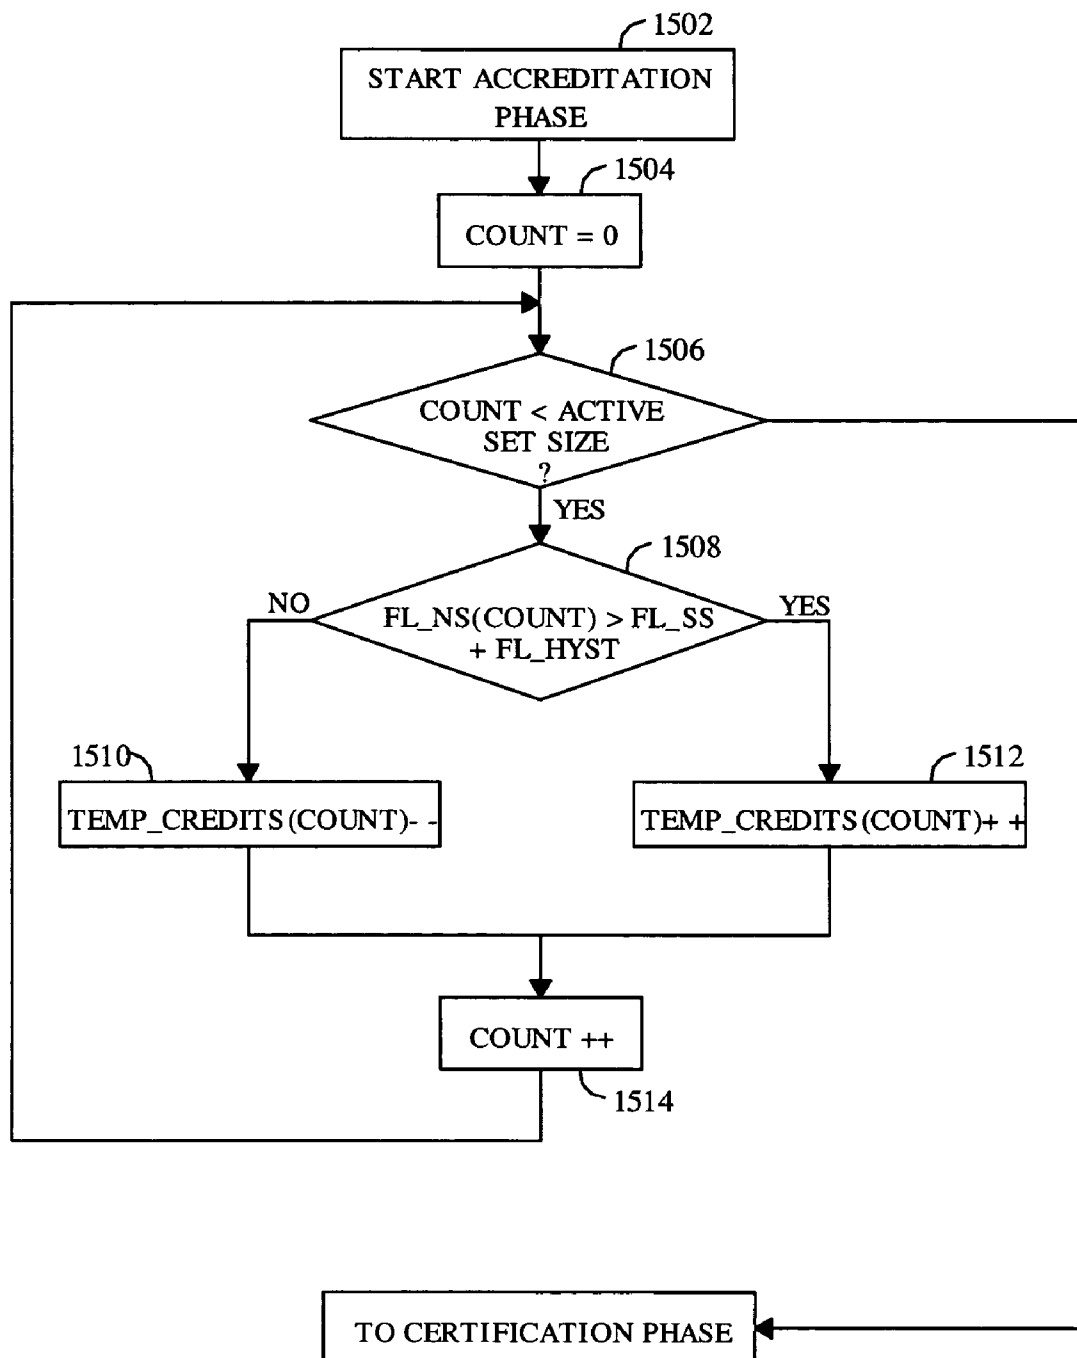 1502
START ACCREDITATION
PHASE
1504
COUNT = 0
1506
COUNT < ACTIVE
SET SIZE
?
YES
1508
NO
FL_NS(COUNT) > FL_SS
+ FL_HYST
YES
1510
TEMP_CREDITS(COUNT)- -
1512
TEMP_CREDITS(COUNT)+ +
COUNT ++
1514
TO CERTIFICATION PHASE